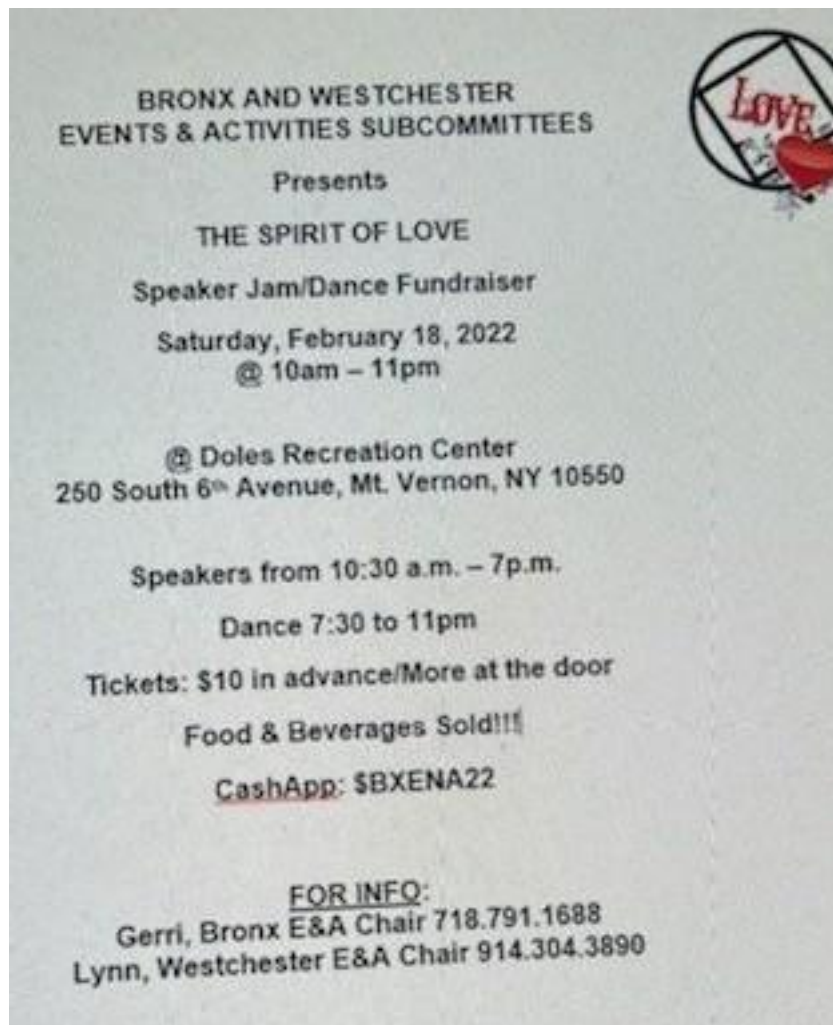 BRONX AND WESTCHESTER
EVENTS & ACTIVITIES SUBCOMMITTEES
Presents
THE SPIRIT OF LOVE
Speaker Jam/Dance Fundraiser
Saturday, February 18, 2022
@ 10am – 11pm
@ Doles Recreation Center
250 South 6th Avenue, Mt. Vernon, NY 10550
Speakers from 10:30 a.m. – 7p.m.
Dance 7:30 to 11pm
Tickets: $10 in advance/More at the door
Food & Beverages Sold!!!
CashApp: $BXENA22
FOR INFO:
Gerri, Bronx E&A Chair 718.791.1688
Lynn, Westchester E&A Chair 914.304.3890
LOVE